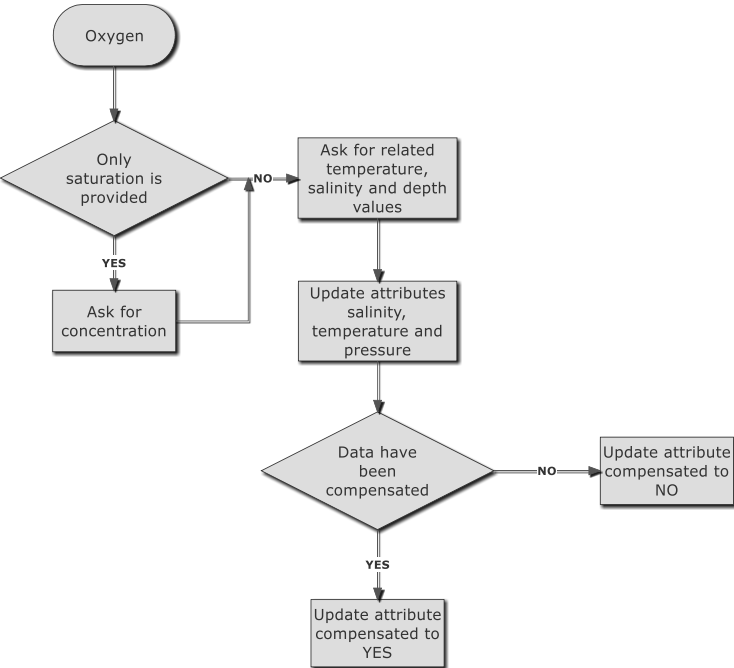 Oxygen
Only
saturation is
provided
NO
Ask for related
temperature,
salinity and depth
values
YES
Ask for
concentration
Update attributes
salinity,
temperature and
pressure
Data have
been
compensated
NO
Update attribute
compensated to
NO
YES
Update attribute
compensated to
YES